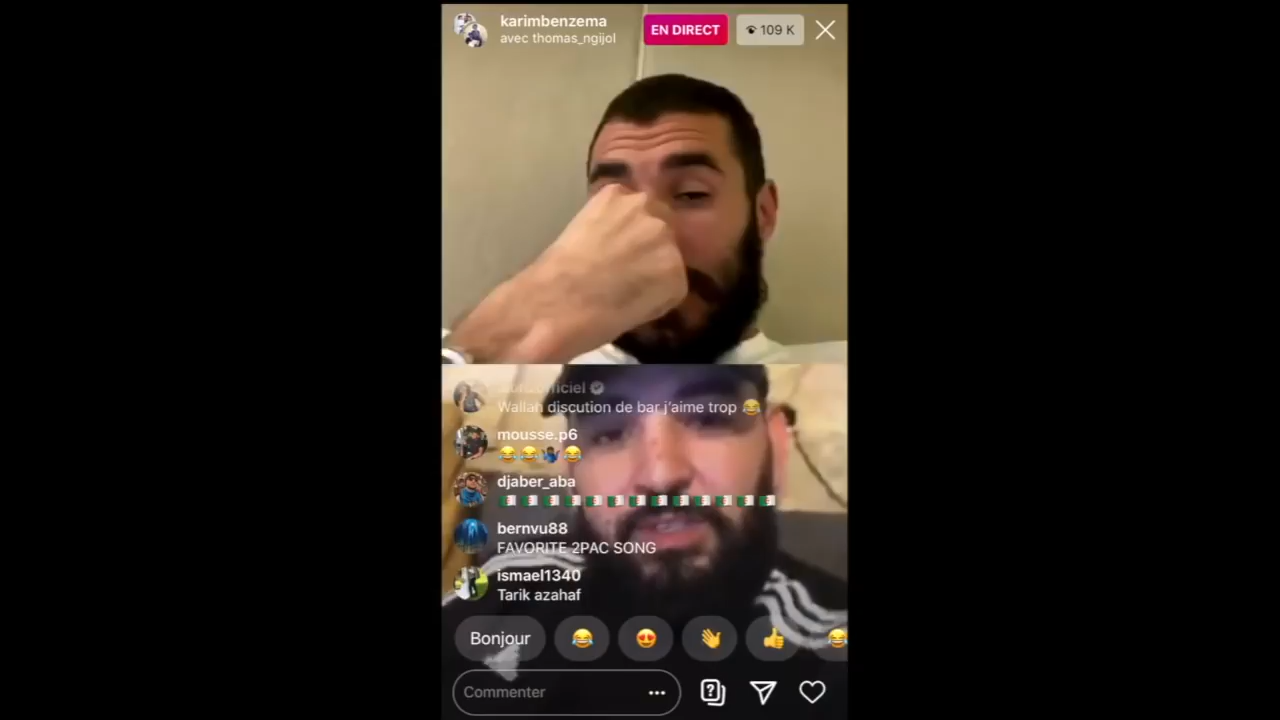 karimbenzema
avec thomas_ngijol
EN DIRECT
109 K
Wallah discution de bar j'aime trop 😂
mousse.p6
😂😂🤷🏿‍♂️😂
djaber_aba
🇩🇿🇩🇿🇩🇿🇩🇿🇩🇿🇩🇿🇩🇿🇩🇿🇩🇿🇩🇿🇩🇿🇩🇿🇩🇿
bernvu88
FAVORITE 2PAC SONG
ismael1340
Tarik azahaf
Bonjour 😂 😍 👋 👍 😂
Commenter